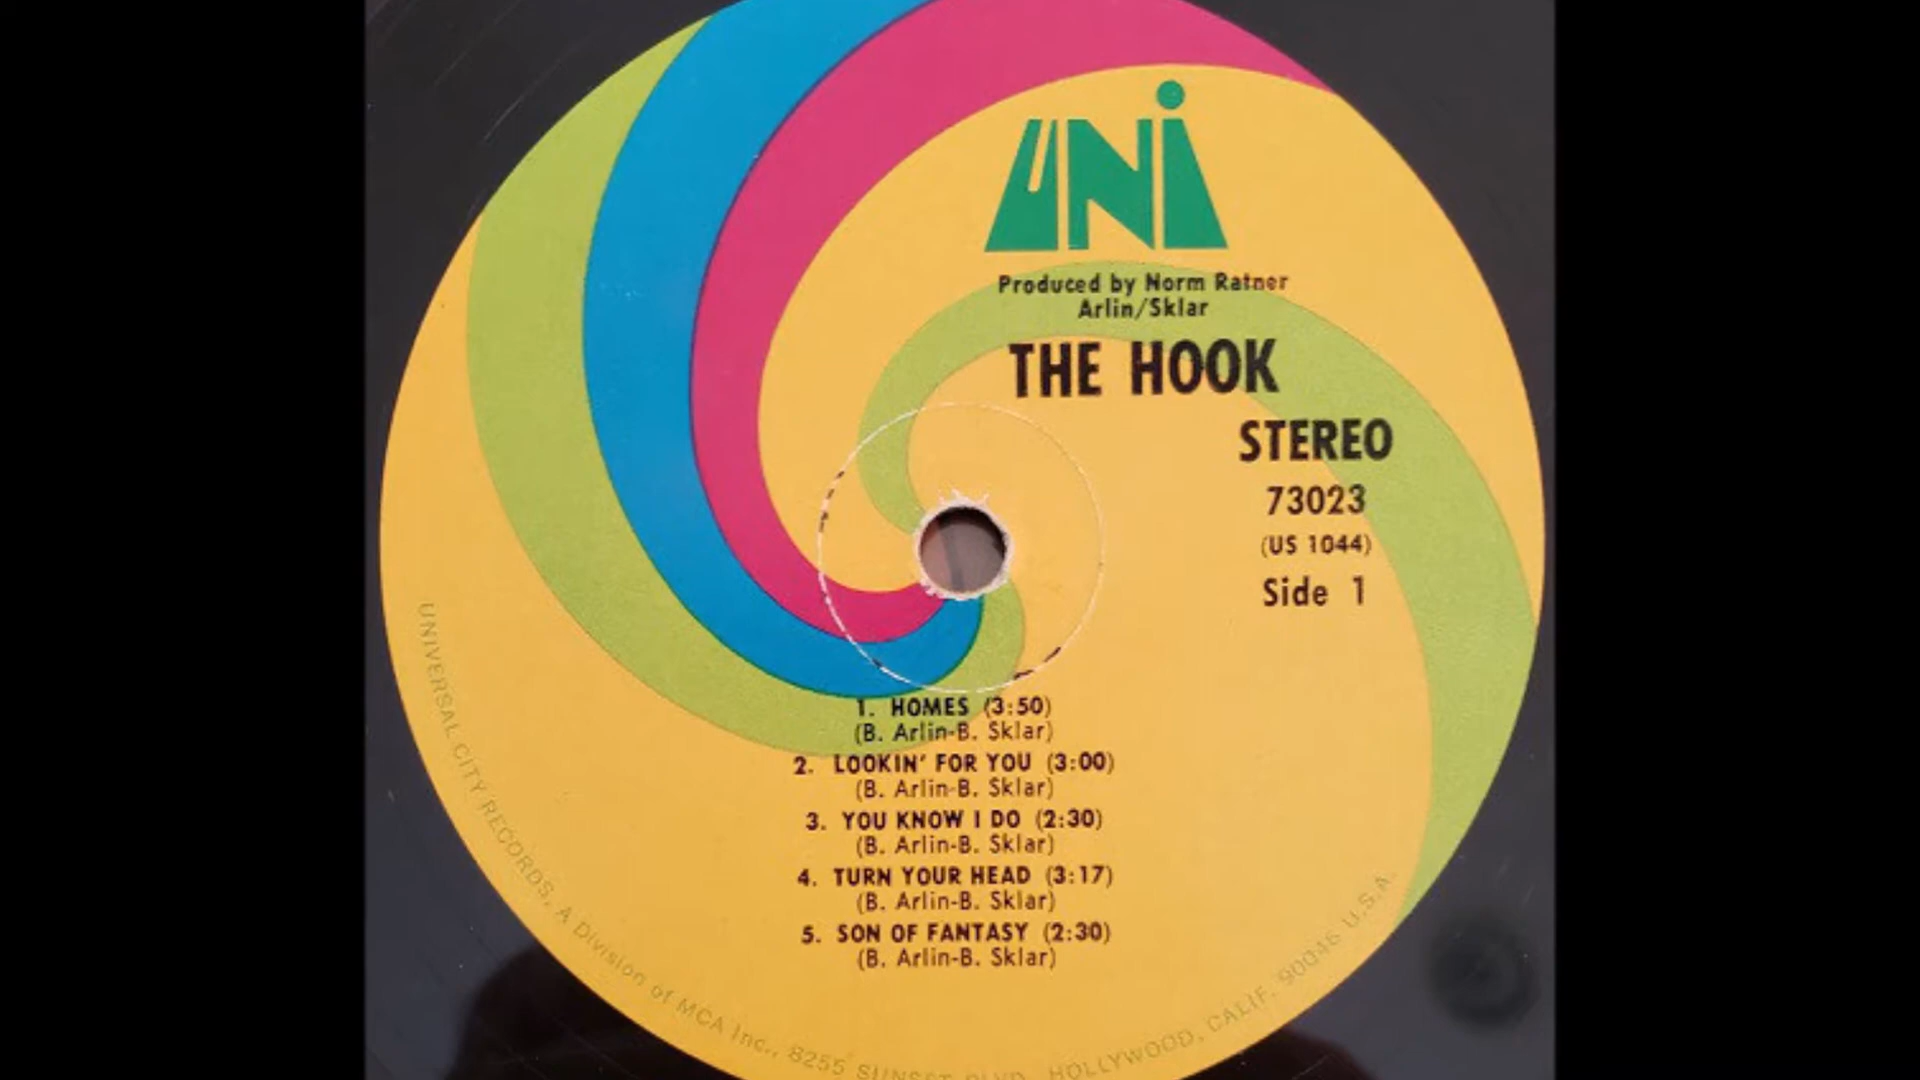 UNi
Produced by Norm Ratner
Arlin/Sklar
THE HOOK
STEREO
73023
(US 1044)
Side 1
1. HOMES (3:50)
(B. Arlin-B. Sklar)
2. LOOKIN' FOR YOU (3:00)
(B. Arlin-B. Sklar)
3. YOU KNOW I DO (2:30)
(B. Arlin-B. Sklar)
4. TURN YOUR HEAD (3:17)
(B. Arlin-B. Sklar)
5. SON OF FANTASY (2:30)
(B. Arlin-B. Sklar)
UNIVERSAL CITY RECORDS, A Division of MCA Inc., 8255 SUNSET BLVD. HOLLYWOOD, CALIF. 90046 U.S.A.